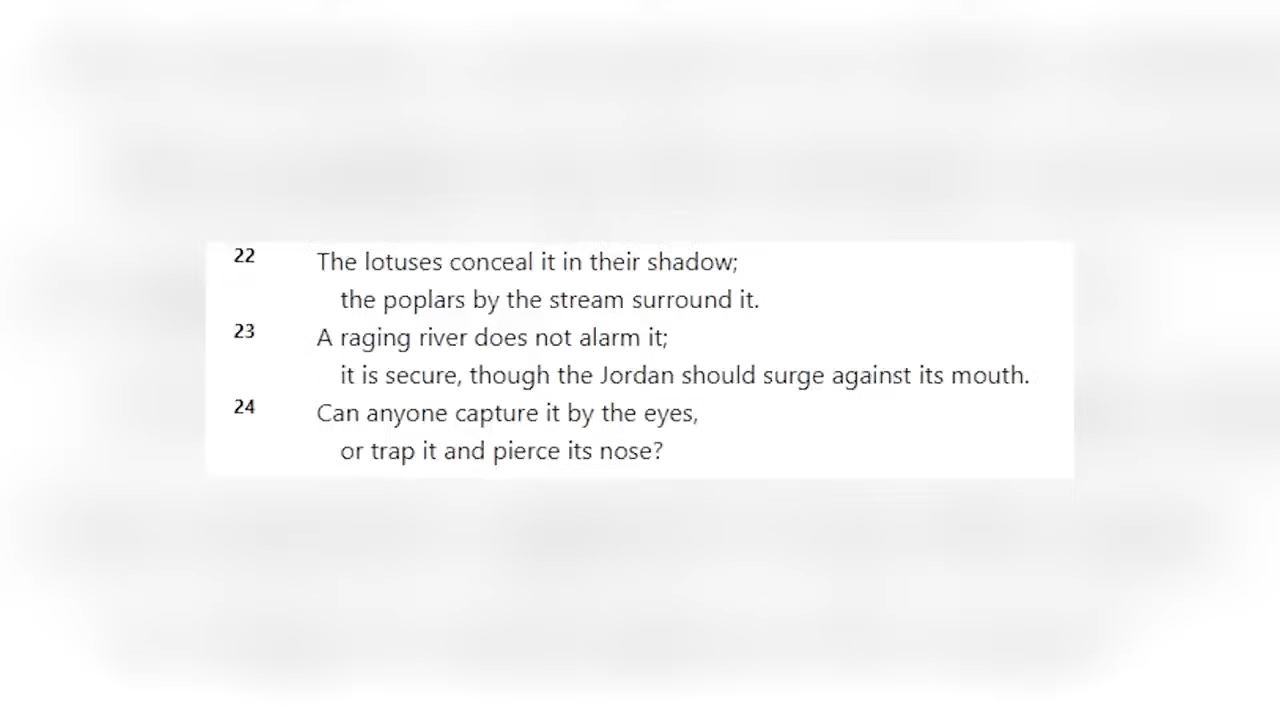 22 The lotuses conceal it in their shadow;
the poplars by the stream surround it.
23 A raging river does not alarm it;
it is secure, though the Jordan should surge against its mouth.
24 Can anyone capture it by the eyes,
or trap it and pierce its nose?